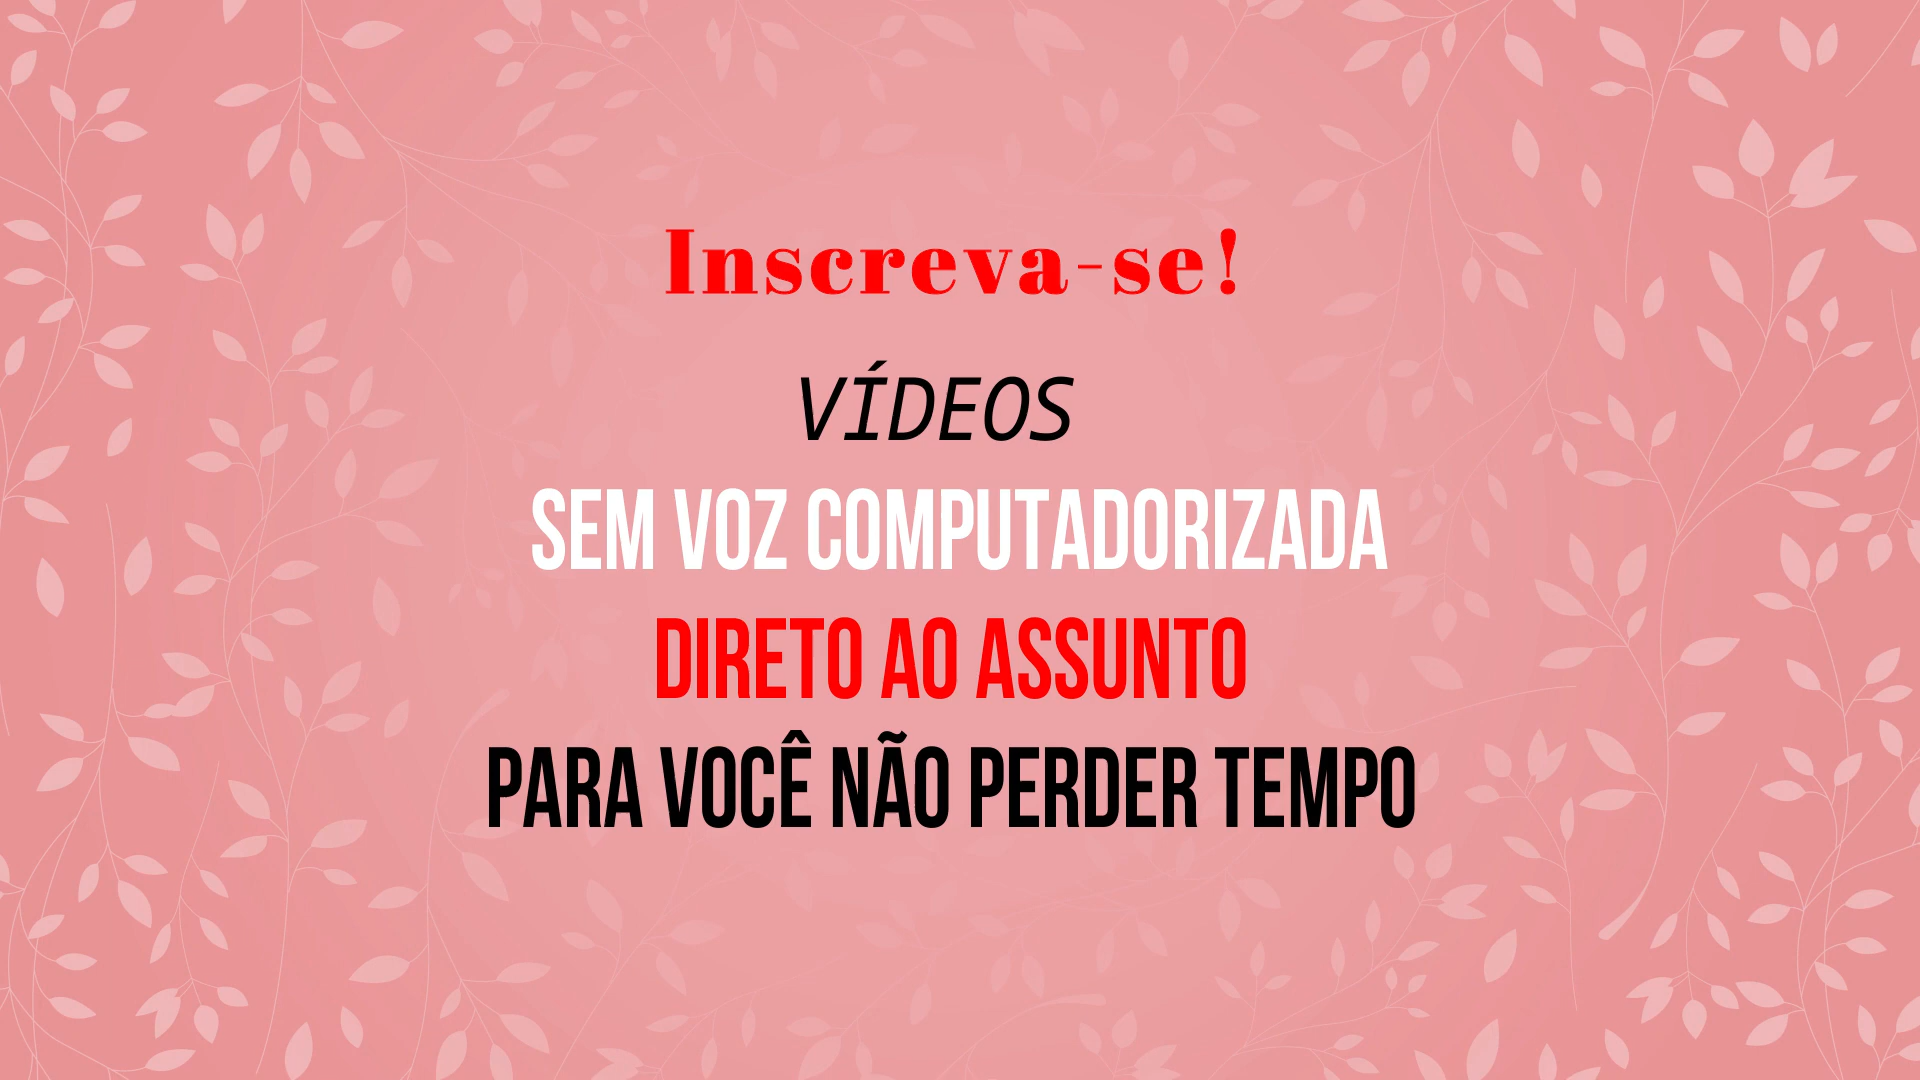 Inscreva-se!
VÍDEOS
SEM VOZ COMPUTADORIZADA
DIRETO AO ASSUNTO
PARA VOCÊ NÃO PERDER TEMPO